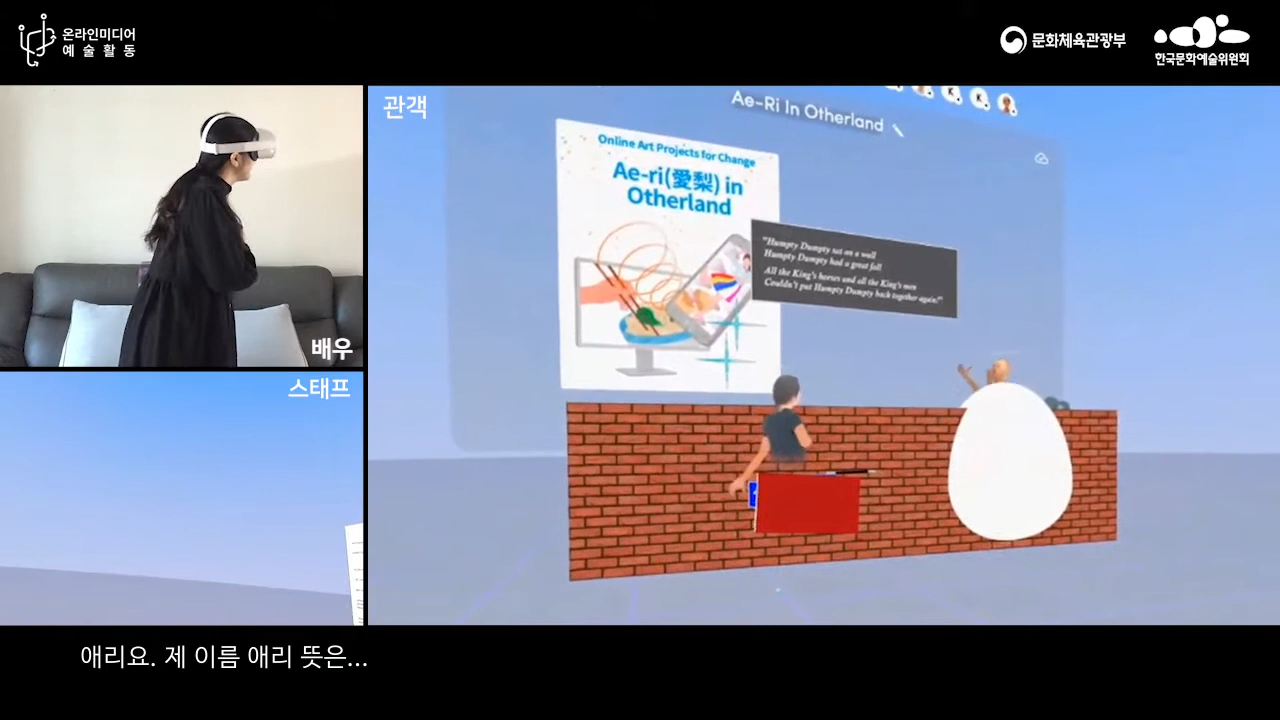 온라인미디어
예술활동
문화체육관광부
한국문화예술위원회
배우
스태프
관객
Ae-Ri In Otherland
Online Art Projects for Change
Ae-ri(愛梨) in
Otherland
"Humpty Dumpty sat on a wall
Humpty Dumpty had a great fall
All the King's horses and all the King's men
Couldn't put Humpty Dumpty back together again!"
애리요. 제 이름 애리 뜻은...